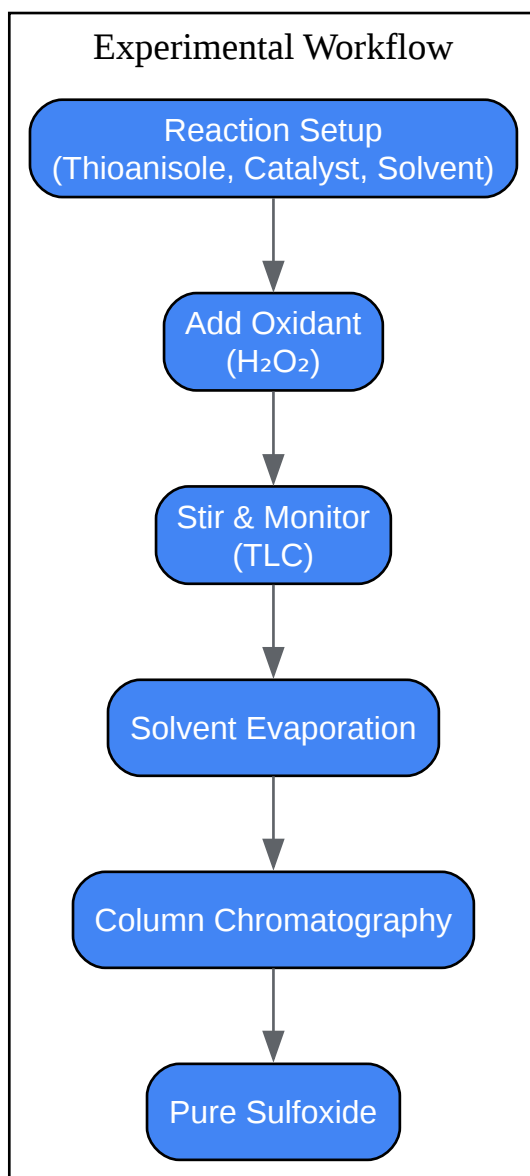 Experimental Workflow
Reaction Setup
(Thioanisole, Catalyst, Solvent)
Add Oxidant
(H₂O₂)
Stir & Monitor
(TLC)
Solvent Evaporation
Column Chromatography
Pure Sulfoxide